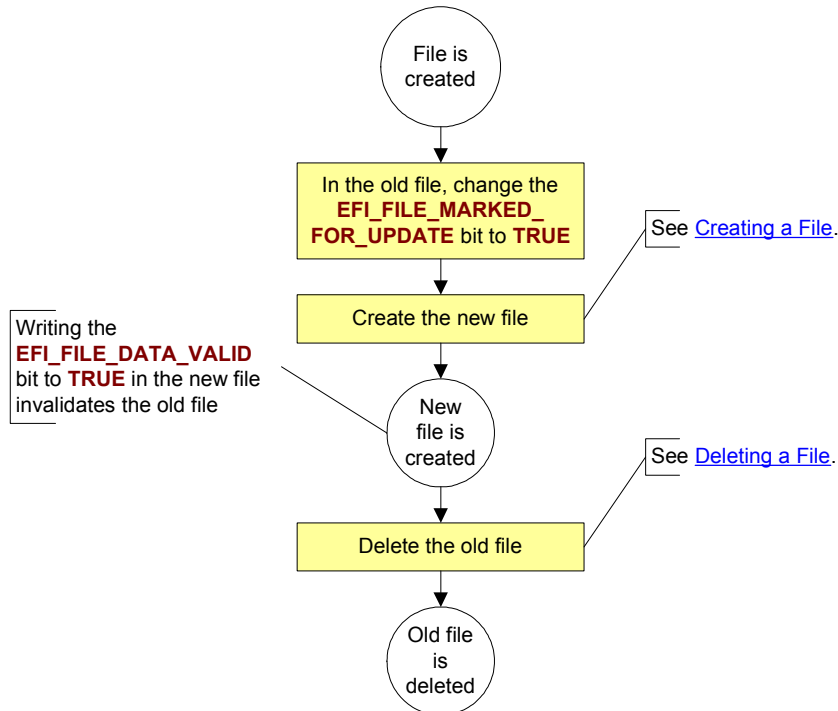 File is
created
In the old file, change the
EFI_FILE_MARKED_
FOR_UPDATE bit to TRUE
See Creating a File.
Create the new file
Writing the
EFI_FILE_DATA_VALID
bit to TRUE in the new file
invalidates the old file
New
file is
created
See Deleting a File.
Delete the old file
Old file
is
deleted